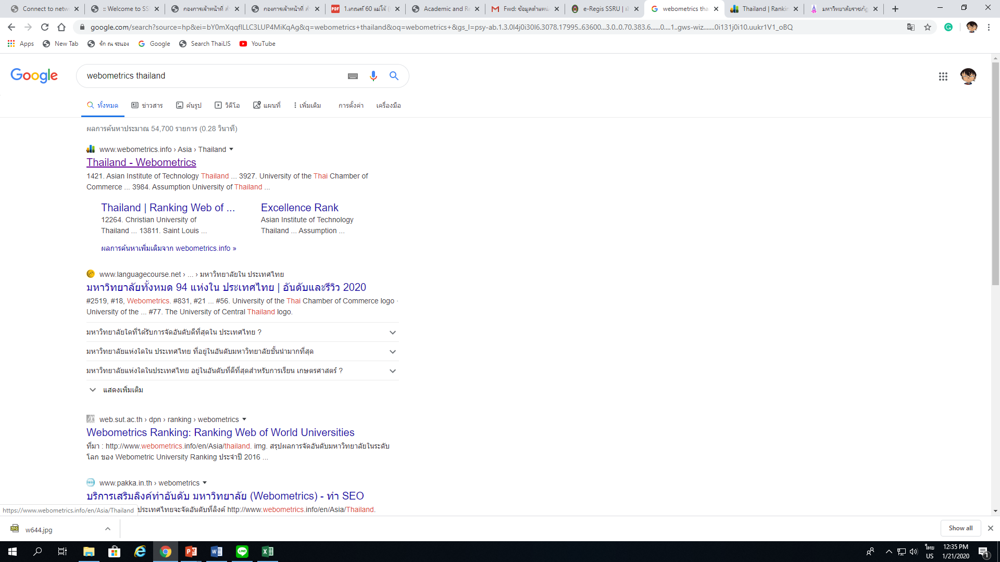 Connect to netw
:: Welcome to SS
กองการเจ้าหน้าที่ สำ
กองการเจ้าหน้าที่ สำ
1.เกณฑ์ 60 แม่โจ้ (
Academic and Re
Fwd: ข้อมูลตำแหน่
e-Regis SSRU |
webometrics tha
Thailand | Rankin
มหาวิทยาลัยราชภัฏ
google.com/search?source=hp&ei=bY0mXqqfILLC3LUP4MiKqAg&q=webometrics+thailand&oq=webometrics+&gs_l=psy-ab.1.3.0l4j0i30l6.3078.17995..63600...3.0..0.70.383.6......0....1..gws-wiz.......0i131j0i10.uukr1V1_oBQ
Apps
New Tab
รัก ณ ระนอง
Google
Search ThaiLIS
YouTube
Google
webometrics thailand
ทั้งหมด
ข่าวสาร
ค้นรูป
วิดีโอ
แผนที่
เพิ่มเติม
การตั้งค่า
เครื่องมือ
ผลการค้นหาประมาณ 54,700 รายการ (0.28 วินาที)
www.webometrics.info › Asia › Thailand
Thailand - Webometrics
1421. Asian Institute of Technology Thailand ... 3927. University of the Thai Chamber of
Commerce ... 3984. Assumption University of Thailand ...
Thailand | Ranking Web of ...
12264. Christian University of
Thailand ... 13811. Saint Louis ...
Excellence Rank
Asian Institute of Technology
Thailand ... Assumption ...
ผลการค้นหาเพิ่มเติมจาก webometrics.info »
www.languagecourse.net › ... › มหาวิทยาลัยใน ประเทศไทย
มหาวิทยาลัยทั้งหมด 94 แห่งใน ประเทศไทย | อันดับและรีวิว 2020
#2519, #18, Webometrics. #831, #21 ... #56. University of the Thai Chamber of Commerce logo ·
University of the ... #77. The University of Central Thailand logo.
มหาวิทยาลัยใดที่ได้รับการจัดอันดับดีที่สุดใน ประเทศไทย ?
มหาวิทยาลัยแห่งใดใน ประเทศไทย ที่อยู่ในอันดับมหาวิทยาลัยชั้นนำมากที่สุด
มหาวิทยาลัยแห่งใดในประเทศไทย อยู่ในอันดับที่ดีที่สุดสำหรับการเรียน เกษตรศาสตร์ ?
แสดงเพิ่มเติม
web.sut.ac.th › dpn › ranking › webometrics
Webometrics Ranking: Ranking Web of World Universities
ที่มา : http://www.webometrics.info/en/Asia/thailand. img. สรุปผลการจัดอันดับมหาวิทยาลัยในระดับ
โลก ของ Webometric University Ranking ประจำปี 2016 ...
www.pakka.in.th › webometrics
บริการเสริมลิงค์ทำอันดับ มหาวิทยาลัย (Webometrics) - ทำ SEO
ประเทศไทยจะจัดอันดับที่ลิงค์ http://www.webometrics.info/en/Asia/Thailand.
https://www.webometrics.info/en/Asia/Thailand
w644.jpg
Show all
ไทย
US
12:35 PM
1/21/2020
1